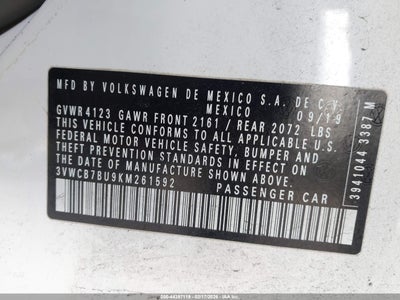 MFD BY VOLKSWAGEN DE MEXICO S.A. DE C.V.
MEXICO 09/19
GVWR 4123 GAWR FRONT 2161 / REAR 2072 LBS
THIS VEHICLE CONFORMS TO ALL APPLICABLE U.S.
FEDERAL MOTOR VEHICLE SAFETY, BUMPER AND
THEFT PREVENTION STANDARDS IN EFFECT ON THE
DATE OF MANUFACTURE SHOWN ABOVE.
3VWCB7BU9KM261592 PASSENGER CAR
3941044 3387 M